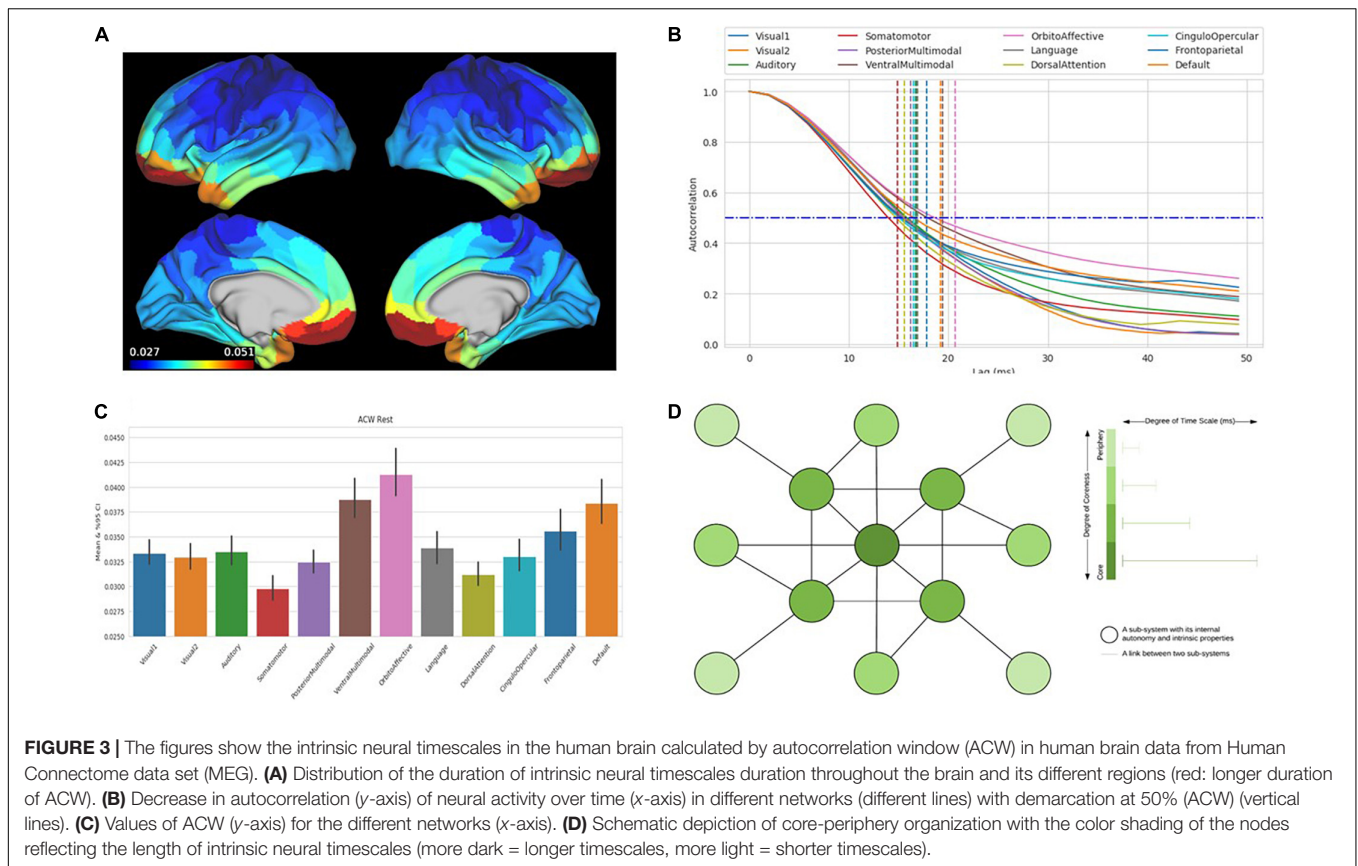 A
0.027 0.051
B
Visual1 Somatomotor OrbitoAffective CinguloOpercular
Visual2 PosteriorMultimodal Language Frontoparietal
Auditory VentralMultimodal DorsalAttention Default
1.0
0.8
0.6
0.4
0.2
0.0
Autocorrelation
0 10 20 30 40 50
Lag (ms)
C
ACW Rest
0.0450
0.0425
0.0400
0.0375
0.0350
0.0325
0.0300
0.0275
0.0250
Mean & %95 CI
Visual1
Visual2
Auditory
Somatomotor
PosteriorMultimodal
VentralMultimodal
OrbitoAffective
Language
DorsalAttention
CinguloOpercular
Frontoparietal
Default
D
Degree of Time Scale (ms)
Periphery
Degree of Coreness
Core
A sub-system with its internal
autonomy and intrinsic properties
A link between two sub-systems
FIGURE 3 | The figures show the intrinsic neural timescales in the human brain calculated by autocorrelation window (ACW) in human brain data from Human
Connectome data set (MEG). (A) Distribution of the duration of intrinsic neural timescales duration throughout the brain and its different regions (red: longer duration
of ACW). (B) Decrease in autocorrelation (y-axis) of neural activity over time (x-axis) in different networks (different lines) with demarcation at 50% (ACW) (vertical
lines). (C) Values of ACW (y-axis) for the different networks (x-axis). (D) Schematic depiction of core-periphery organization with the color shading of the nodes
reflecting the length of intrinsic neural timescales (more dark = longer timescales, more light = shorter timescales).